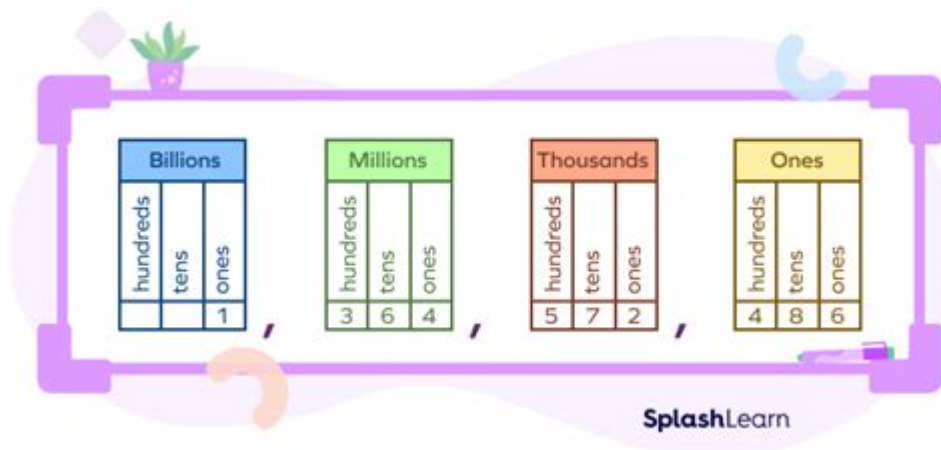 Billions Millions Thousands Ones
hundreds tens ones hundreds tens ones hundreds tens ones hundreds tens ones
1 , 3 6 4 , 5 7 2 , 4 8 6
SplashLearn